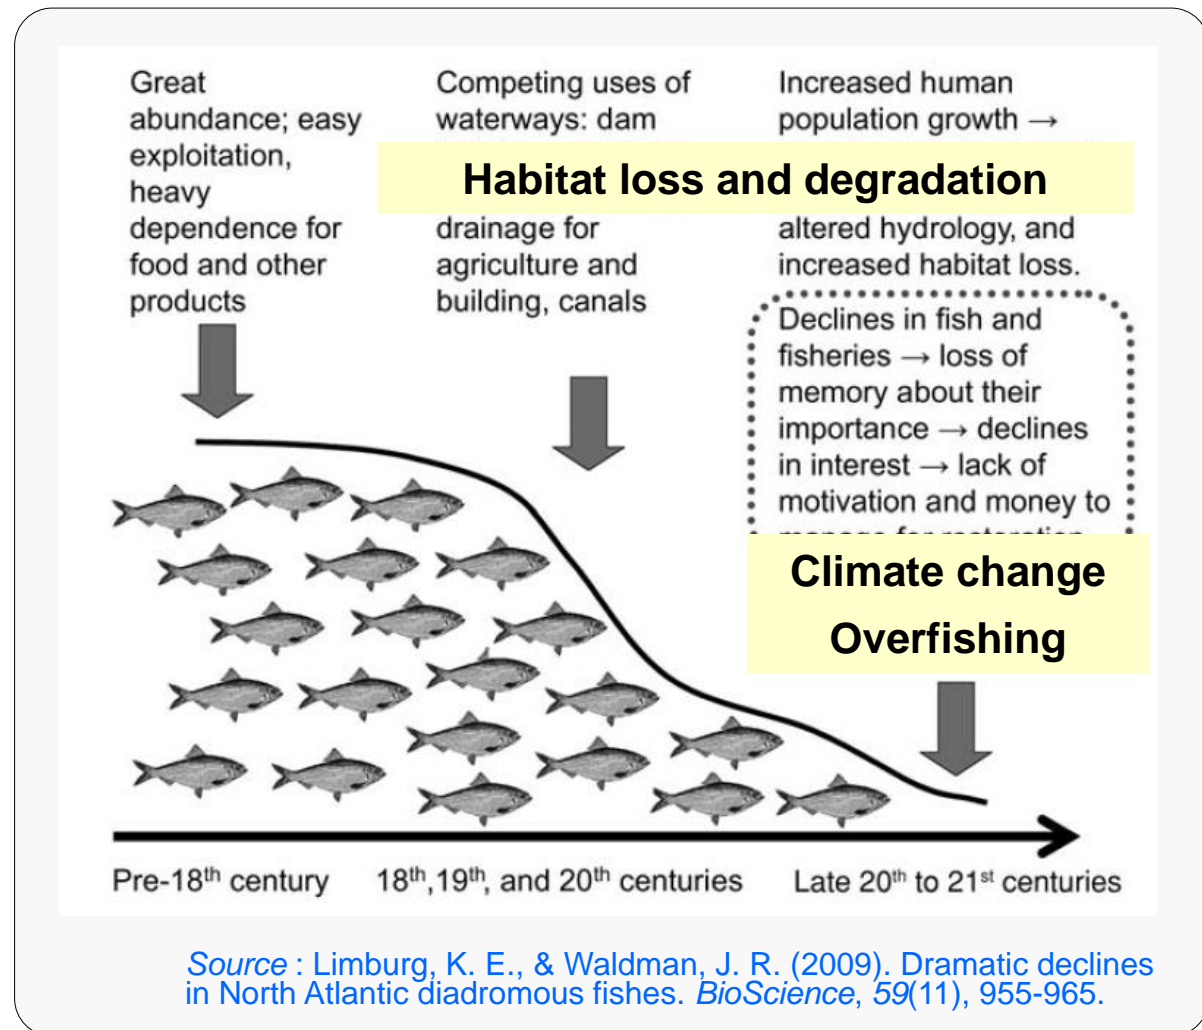 Great
abundance; easy
exploitation,
heavy
dependence for
food and other
products
Competing uses of
waterways: dam
drainage for
agriculture and
building, canals
Increased human
population growth →
altered hydrology, and
increased habitat loss.
Habitat loss and degradation
Declines in fish and
fisheries → loss of
memory about their
importance → declines
in interest → lack of
motivation and money to
Climate change
Overfishing
Pre-18th century
18th,19th, and 20th centuries
Late 20th to 21st centuries
Source : Limburg, K. E., & Waldman, J. R. (2009). Dramatic declines
in North Atlantic diadromous fishes. BioScience, 59(11), 955-965.